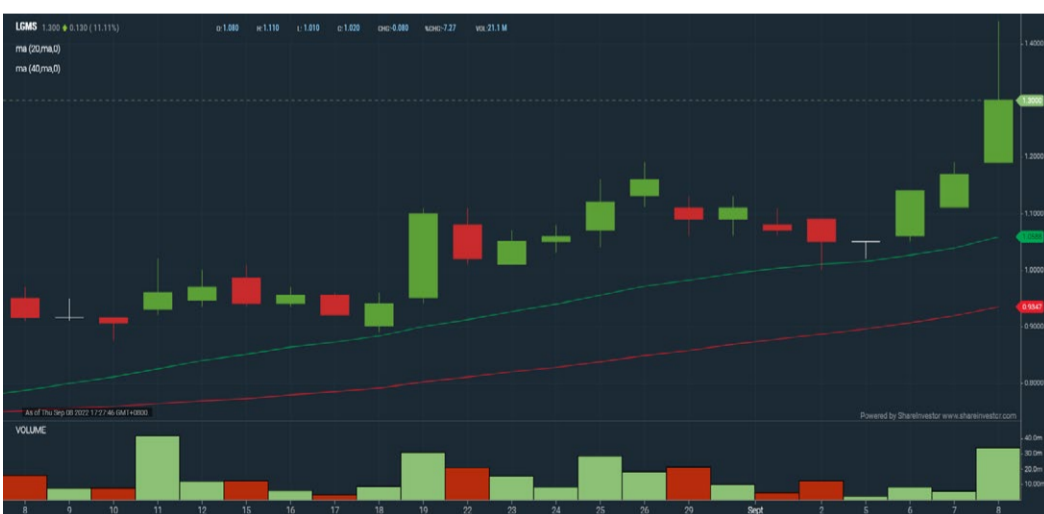 LGMS 1.300 0.130 ( 11.11%) O:1.080 H:1.110 L:1.010 C:1.020 CHG:-0.080 %CHG:-7.27 VOL:21.1 M
ma (20,ma,0)
ma (40,ma,0)
1.4000
1.3000
1.2000
1.1000
1.0000
0.9347
0.9000
0.8000
As of Thu Sep 08 2022 17:27:46 GMT+0800
Powered by ShareInvestor www.shareinvestor.com
VOLUME
40.0m
30.0m
20.0m
10.00m
8 9 10 11 12 15 16 17 18 19 22 23 24 25 26 29 Sept 2 5 6 7 8